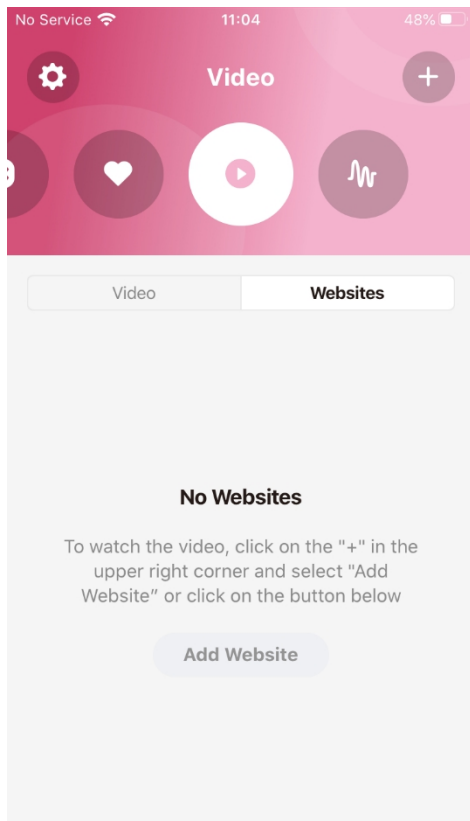 No Service 11:04 48%
Video
Video Websites
No Websites
To watch the video, click on the "+" in the
upper right corner and select "Add
Website” or click on the button below
Add Website